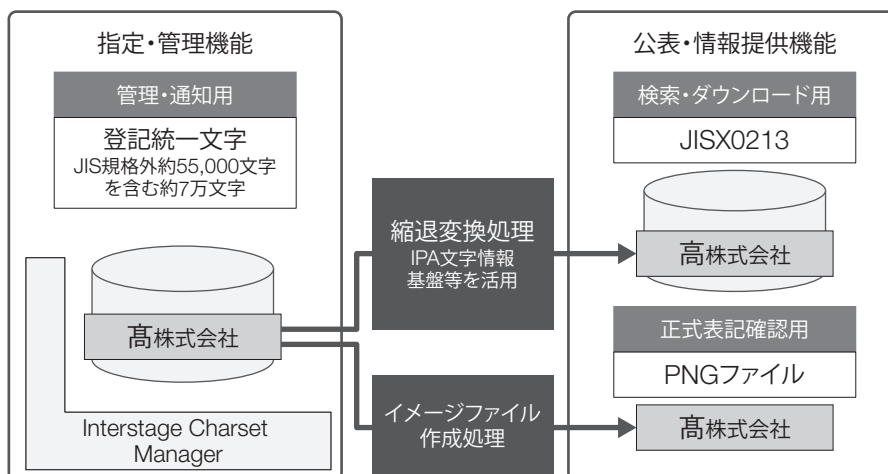 指定・管理機能
管理・通知用
登記統一文字
JIS規格外約55,000文字
を含む約7万文字
髙株式会社
Interstage Charset
Manager
縮退変換処理
IPA文字情報
基盤等を活用
イメージファイル
作成処理
公表・情報提供機能
検索・ダウンロード用
JISX0213
高株式会社
正式表記確認用
PNGファイル
髙株式会社